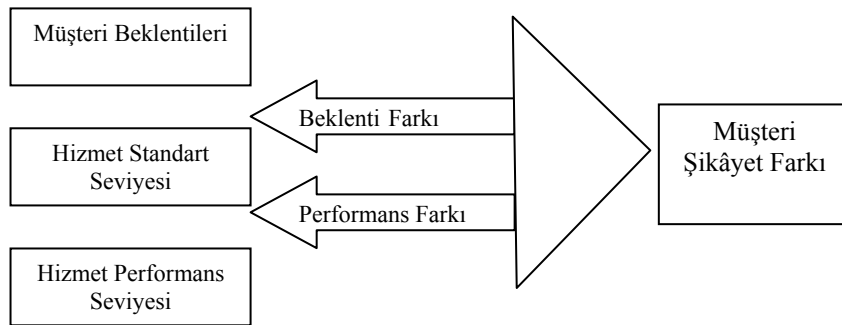 Müşteri Beklentileri
Beklenti Farkı
Hizmet Standart
Seviyesi
Müşteri
Şikâyet Farkı
Performans Farkı
Hizmet Performans
Seviyesi